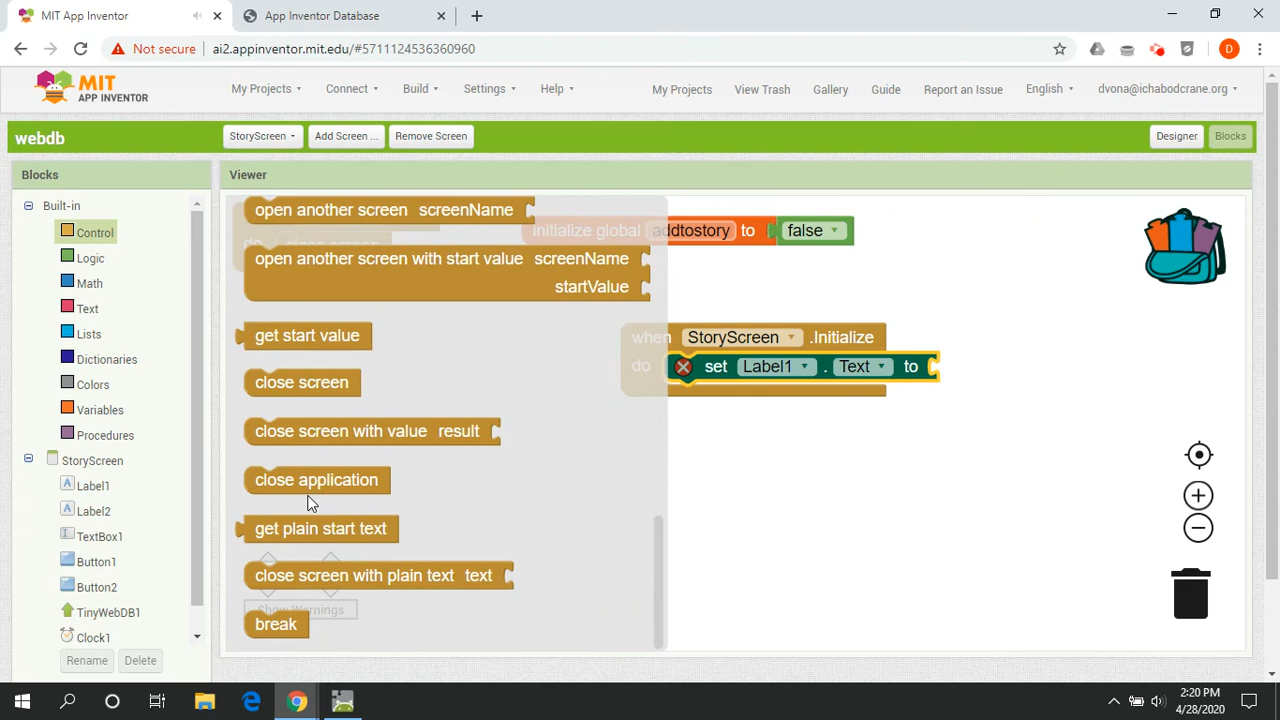 MIT App Inventor
App Inventor Database
Not secure
ai2.appinventor.mit.edu/#5711124536360960
D
MIT
APP INVENTOR
My Projects
Connect
Build
Settings
Help
My Projects
View Trash
Gallery
Guide
Report an Issue
English
dvona@ichabodcrane.org
webdb
StoryScreen
Add Screen ...
Remove Screen
Designer
Blocks
Blocks
Viewer
Built-in
Control
Logic
Math
Text
Lists
Dictionaries
Colors
Variables
Procedures
StoryScreen
Label1
Label2
TextBox1
Button1
Button2
TinyWebDB1
Clock1
Rename
Delete
open another screen screenName
initialize global addtostory to false
do close screen
open another screen with start value screenName
startValue
get start value
close screen
close screen with value result
close application
get plain start text
close screen with plain text text
Show Warnings
break
when StoryScreen .Initialize
do set Label1 . Text to
2:20 PM
4/28/2020